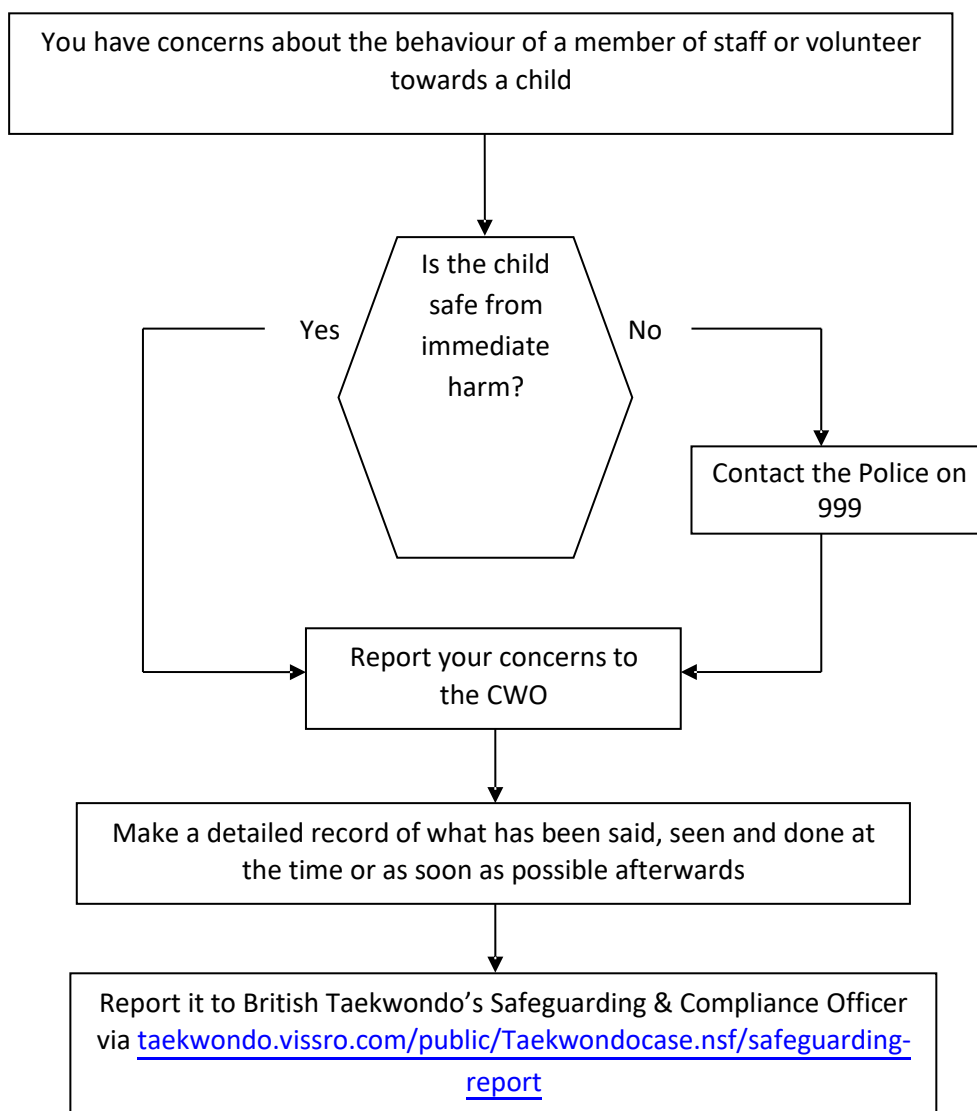 You have concerns about the behaviour of a member of staff or volunteer
towards a child
Is the child
safe from
immediate
harm?
Yes
No
Contact the Police on
999
Report your concerns to
the CWO
Make a detailed record of what has been said, seen and done at
the time or as soon as possible afterwards
Report it to British Taekwondo’s Safeguarding & Compliance Officer
via taekwondo.vissro.com/public/Taekwondocase.nsf/safeguarding-
report